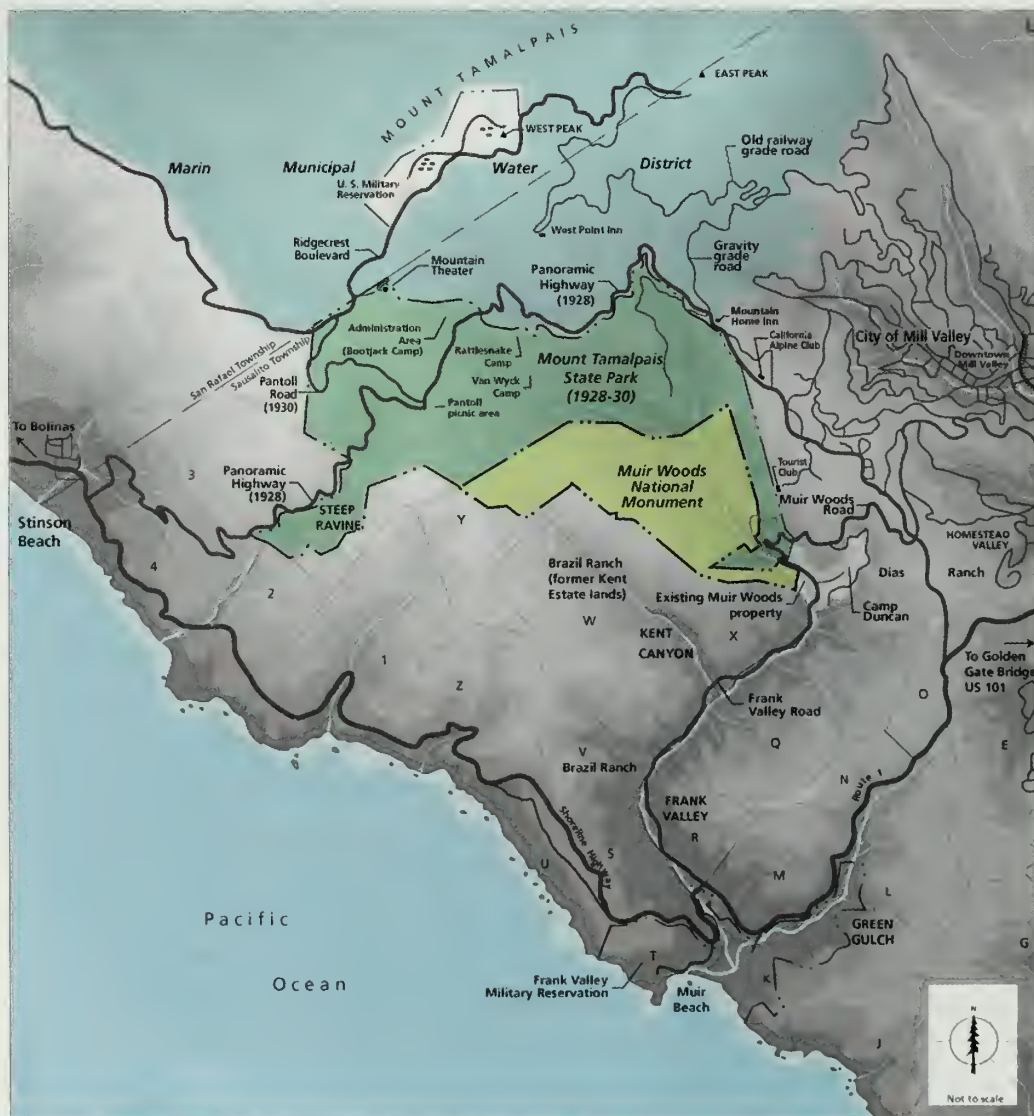 MOUNT TAMALPAIS
EAST PEAK
WEST PEAK
Marin
Municipal
Water
District
U. S. Military
Reservation
Old railway
grade road
West Point Inn
Ridgecrest
Boulevard
Mountain
Theater
Panoramic
Highway
(1928)
Gravity
grade
road
Mountain
Home Inn
California
Alpine Club
City of Mill Valley
Downtown
Mill Valley
Administration
Area
(Bootjack Camp)
Rattlesnake
Camp
Van Wyck
Camp
Mount Tamalpais
State Park
(1928-30)
San Rafael Township
Sausalito Township
Pantoll
Road
(1930)
Pantoll
picnic area
To Bolinas
3
Panoramic
Highway
(1928)
STEEP
RAVINE
Muir Woods
National
Monument
Tourist
Club
Muir Woods
Road
Stinson
Beach
HOMESTEAD
VALLEY
Y
4
2
Brazil Ranch
(former Kent
Estate lands)
Existing Muir Woods
property
Dias
Ranch
Camp
Duncan
W
X
KENT
CANYON
1
Z
To Golden
Gate Bridge
US 101
Frank
Valley Road
O
Q
E
V
Brazil Ranch
N
Route 1
FRANK
VALLEY
R
Shoreline Highway
S
U
M
L
Pacific
Ocean
GREEN
GULCH
G
T
K
Frank Valley
Military Reservation
Muir
Beach
J
N
Not to scale
L